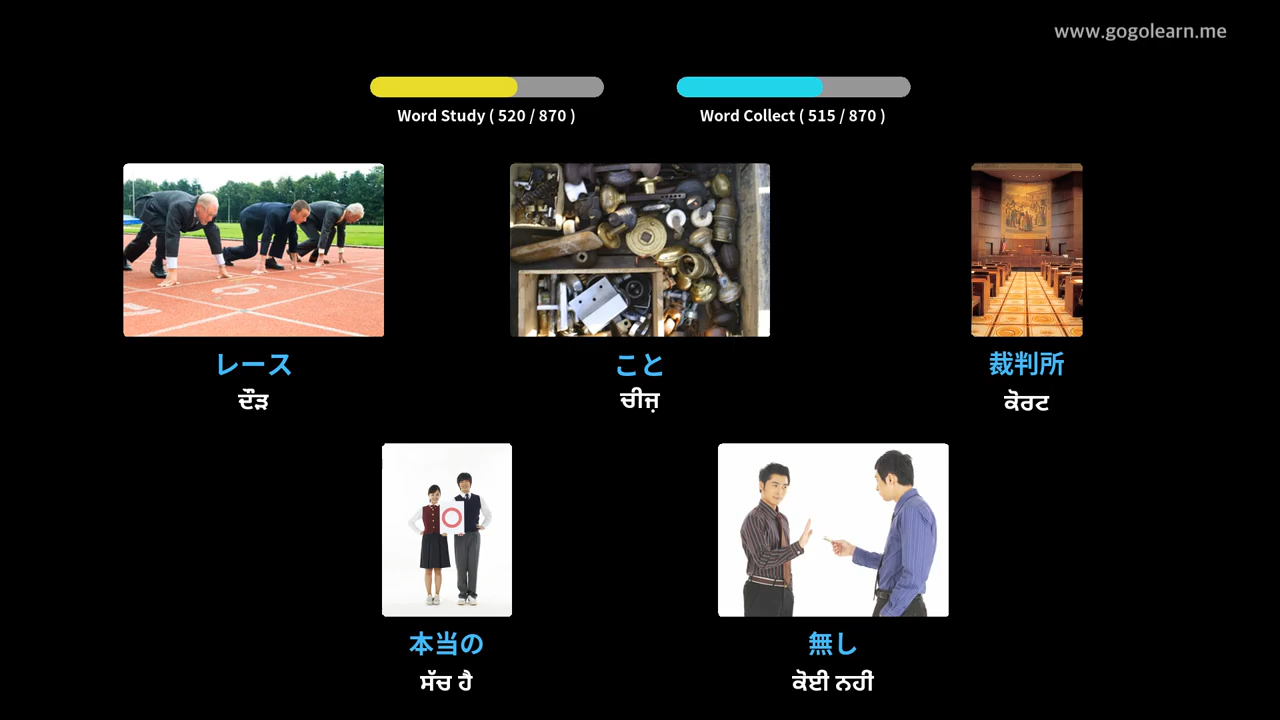 www.gogolearn.me
Word Study ( 520 / 870 )
Word Collect ( 515 / 870 )
レース
ਦੌੜ
こと
ਚੀਜ਼
裁判所
ਕੋਰਟ
本当の
ਸੱਚ ਹੈ
無し
ਕੋਈ ਨਹੀਂ